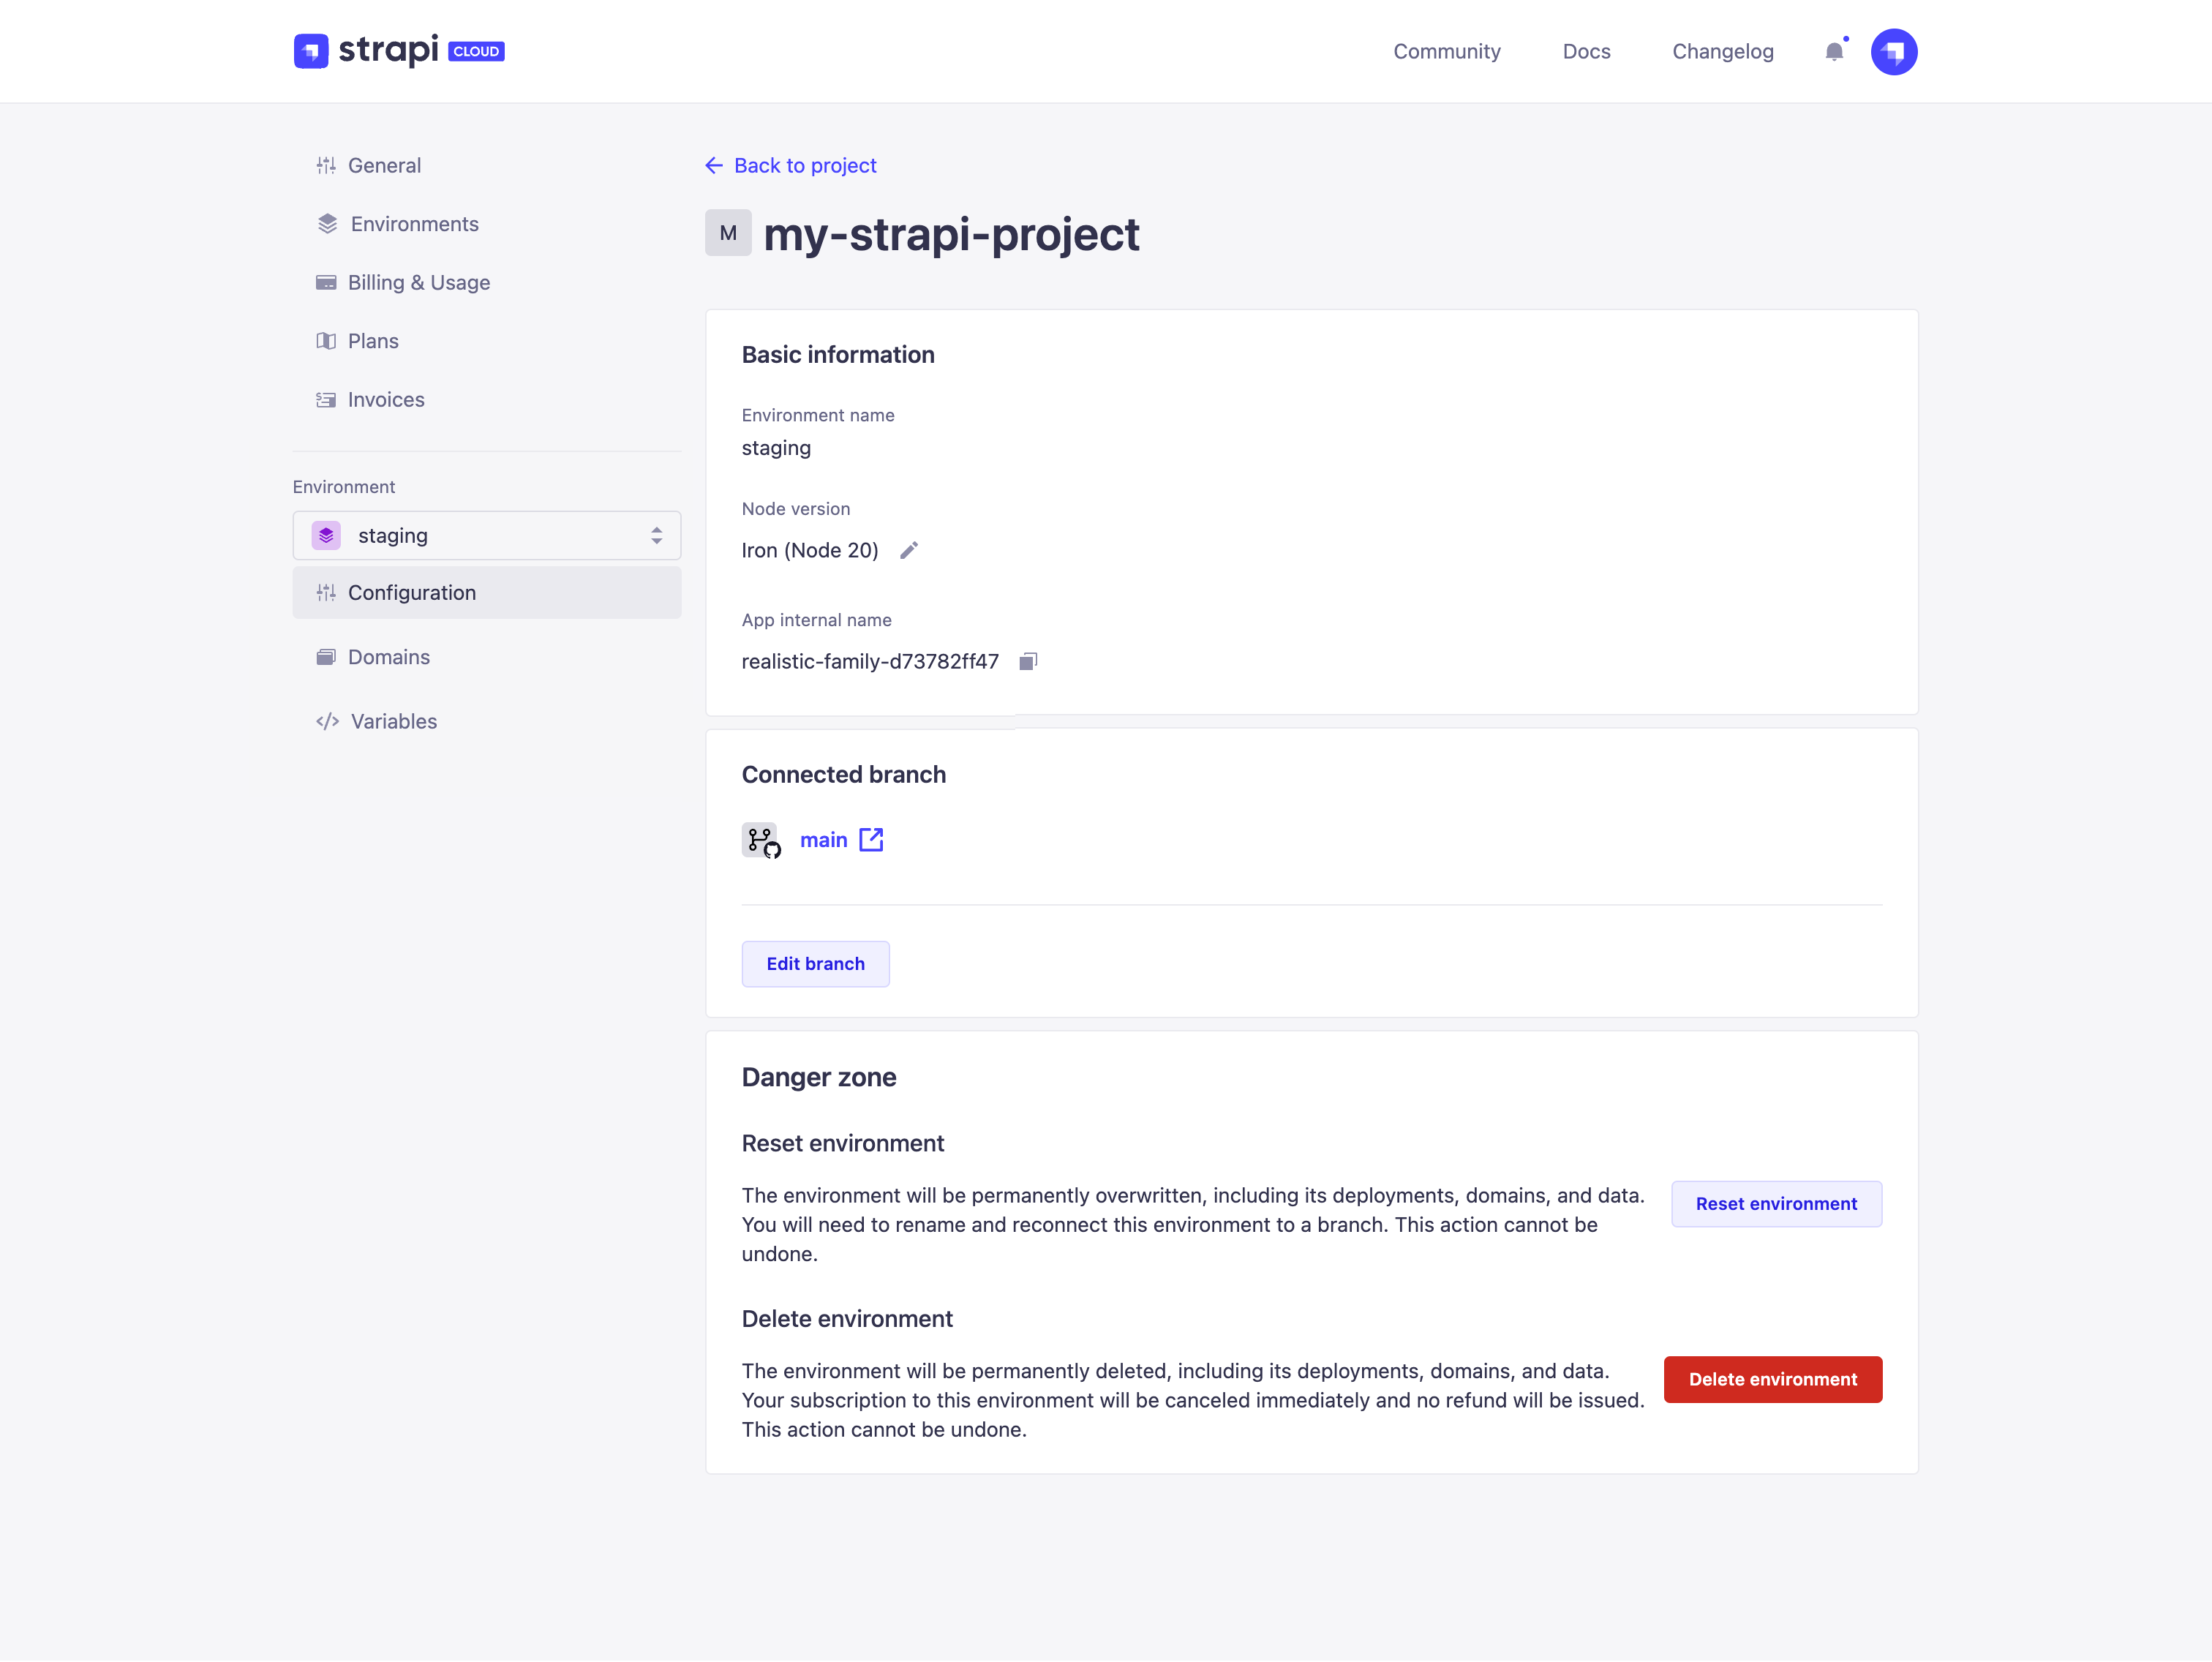 strapi CLOUD
Community
Docs
Changelog
General
Environments
Billing & Usage
Plans
Invoices
Environment
staging
Configuration
Domains
Variables
Back to project
M my-strapi-project
Basic information
Environment name
staging
Node version
Iron (Node 20)
App internal name
realistic-family-d73782ff47
Connected branch
main
Edit branch
Danger zone
Reset environment
The environment will be permanently overwritten, including its deployments, domains, and data.
You will need to rename and reconnect this environment to a branch. This action cannot be
undone.
Reset environment
Delete environment
The environment will be permanently deleted, including its deployments, domains, and data.
Your subscription to this environment will be canceled immediately and no refund will be issued.
This action cannot be undone.
Delete environment